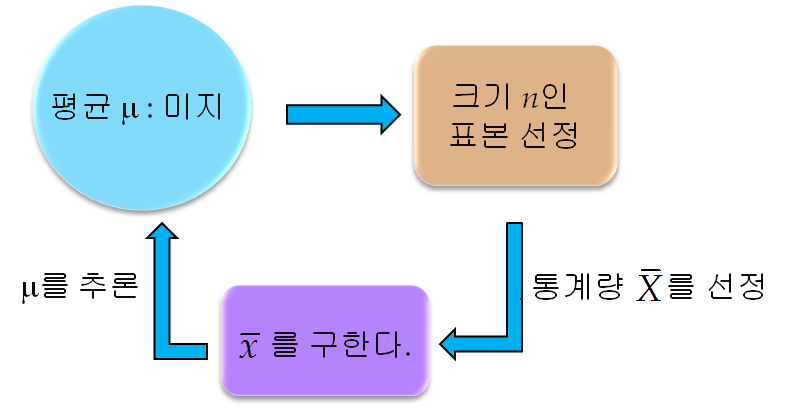 평균 μ : 미지
크기 n인
표본 선정
통계량 X̄를 선정
x̄ 를 구한다.
μ를 추론